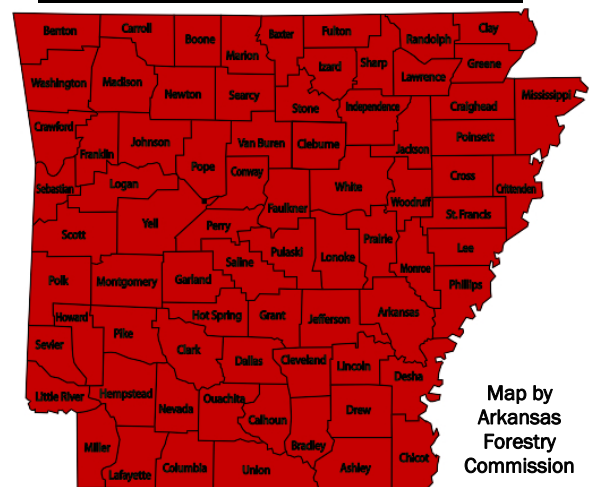 Benton
Carroll
Boone
Baxter
Fulton
Randolph
Clay
Marion
Izard
Sharp
Greene
Lawrence
Washington
Madison
Newton
Searcy
Stone
Independence
Craighead
Mississippi
Crawford
Franklin
Johnson
Van Buren
Cleburne
Jackson
Poinsett
Pope
Conway
Sebastian
Logan
White
Woodruff
Cross
Crittenden
Faulkner
St. Francis
Scott
Yell
Perry
Saline
Pulaski
Lonoke
Prairie
Lee
Monroe
Polk
Montgomery
Garland
Phillips
Howard
Pike
Hot Spring
Grant
Jefferson
Arkansas
Sevier
Clark
Dallas
Cleveland
Lincoln
Desha
Little River
Hempstead
Nevada
Ouachita
Calhoun
Drew
Bradley
Miller
Lafayette
Columbia
Union
Ashley
Chicot
Map by
Arkansas
Forestry
Commission